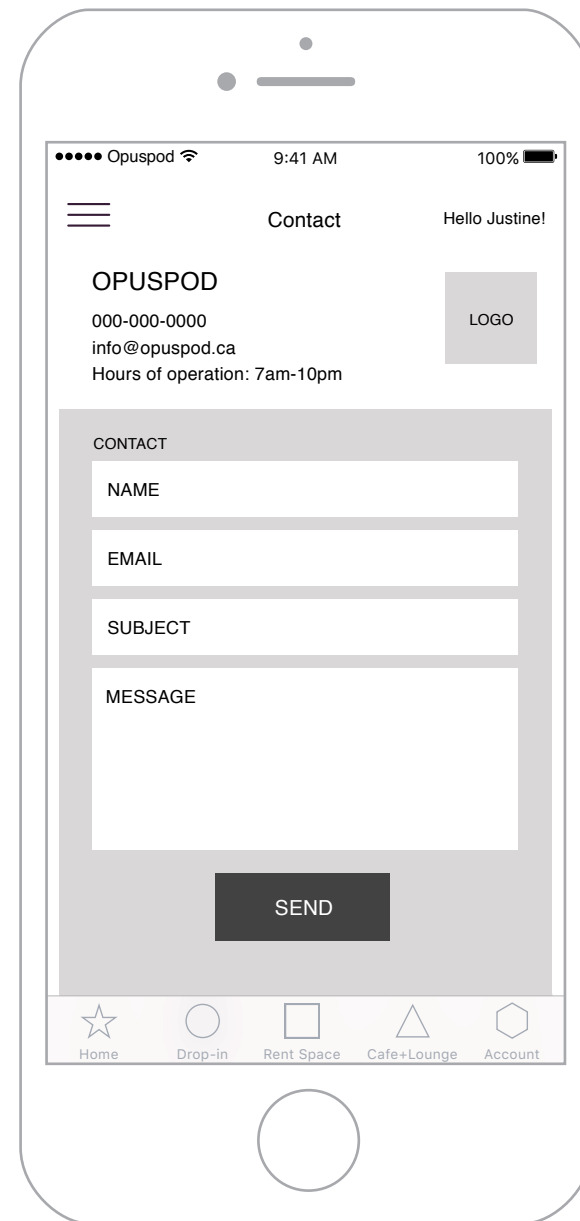 Opuspod 9:41 AM 100%
Contact Hello Justine!
OPUSPOD
000-000-0000
info@opuspod.ca
Hours of operation: 7am-10pm
LOGO
CONTACT
NAME
EMAIL
SUBJECT
MESSAGE
SEND
Home Drop-in Rent Space Cafe+Lounge Account